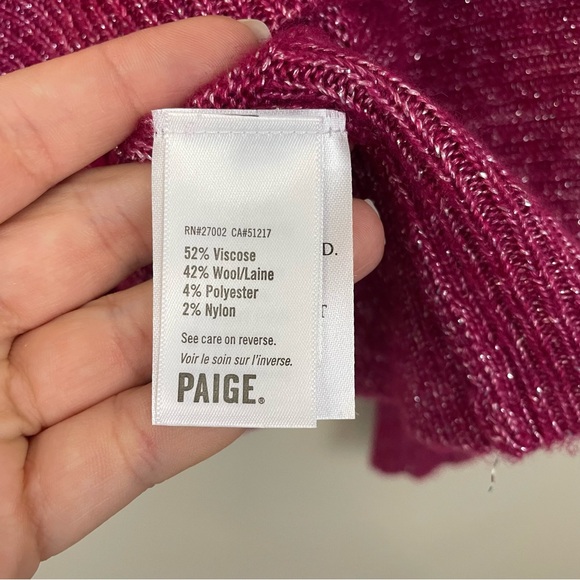 RN#27002 CA#51217
52% Viscose
42% Wool/Laine
4% Polyester
2% Nylon
See care on reverse.
Voir le soin sur l'inverse.
PAIGE®
D.
T